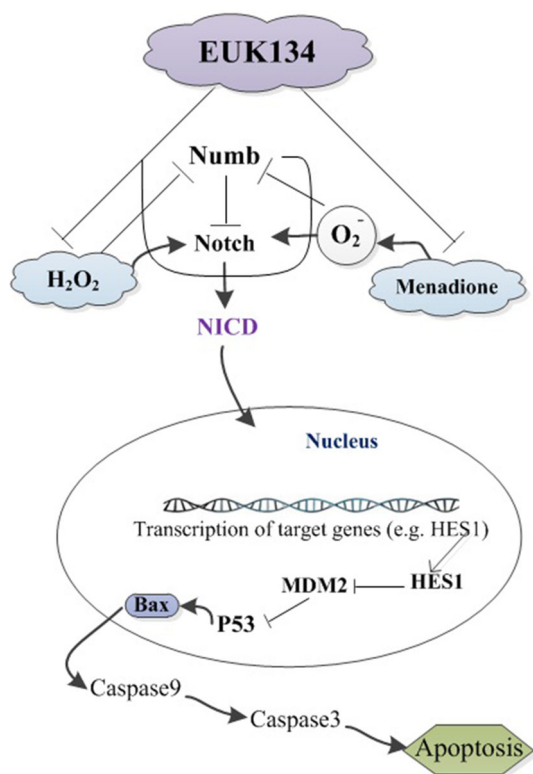 EUK134
Numb
Notch
O₂⁻
H₂O₂
Menadione
NICD
Nucleus
Transcription of target genes (e.g. HES1)
MDM2
HES1
Bax
P53
Caspase9
Caspase3
Apoptosis